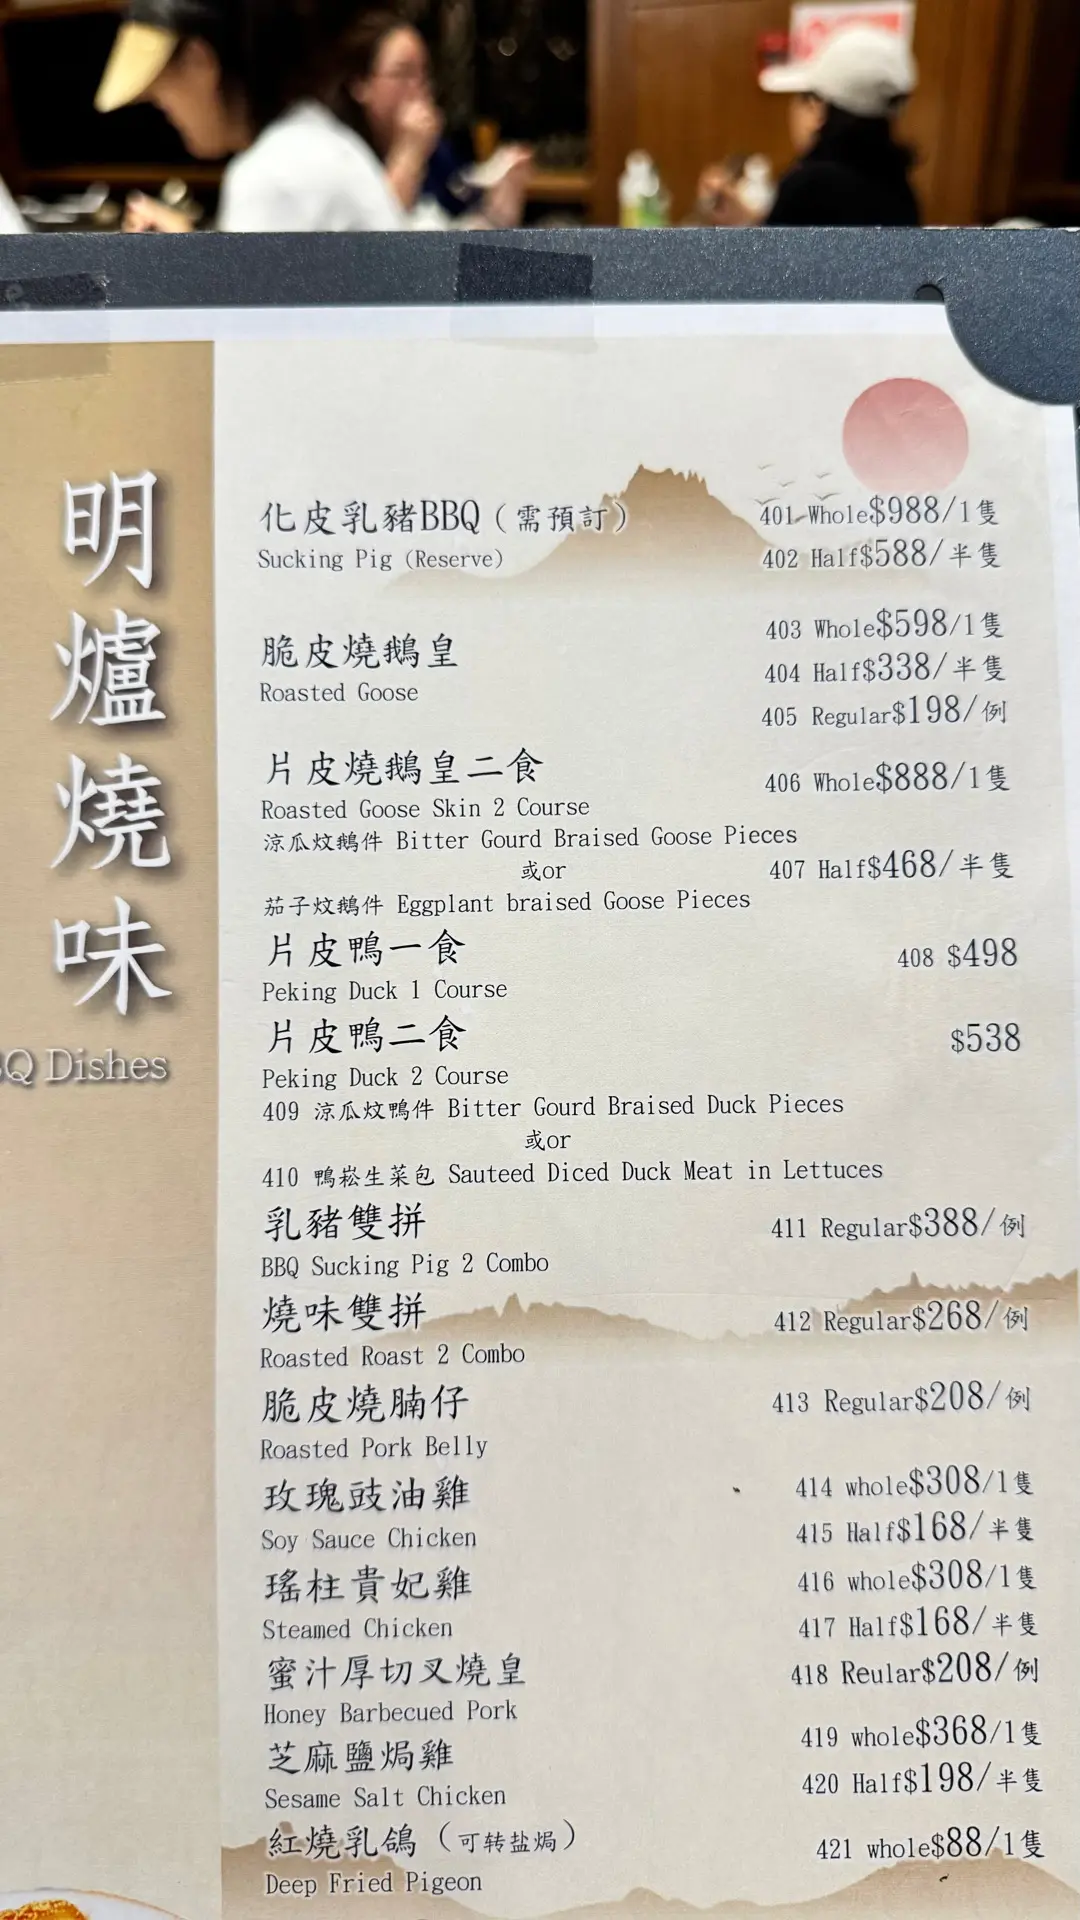 明爐燒味
Q Dishes
化皮乳豬BBQ（需預訂） 401 Whole$988/1隻
Sucking Pig (Reserve) 402 Half$588/半隻
403 Whole$598/1隻
脆皮燒鵝皇 404 Half$338/半隻
Roasted Goose 405 Regular$198/例
片皮燒鵝皇二食 406 Whole$888/1隻
Roasted Goose Skin 2 Course
涼瓜炆鵝件 Bitter Gourd Braised Goose Pieces
或or 407 Half$468/半隻
茄子炆鵝件 Eggplant braised Goose Pieces
片皮鴨一食 408 $498
Peking Duck 1 Course
片皮鴨二食 $538
Peking Duck 2 Course
409 涼瓜炆鴨件 Bitter Gourd Braised Duck Pieces
或or
410 鴨崧生菜包 Sauteed Diced Duck Meat in Lettuces
乳豬雙拼 411 Regular$388/例
BBQ Sucking Pig 2 Combo
燒味雙拼 412 Regular$268/例
Roasted Roast 2 Combo
脆皮燒腩仔 413 Regular$208/例
Roasted Pork Belly
玫瑰豉油雞 414 whole$308/1隻
Soy Sauce Chicken 415 Half$168/半隻
瑤柱貴妃雞 416 whole$308/1隻
Steamed Chicken 417 Half$168/半隻
蜜汁厚切叉燒皇 418 Reular$208/例
Honey Barbecued Pork
芝麻鹽焗雞 419 whole$368/1隻
Sesame Salt Chicken 420 Half$198/半隻
紅燒乳鴿（可转盐焗） 421 whole$88/1隻
Deep Fried Pigeon